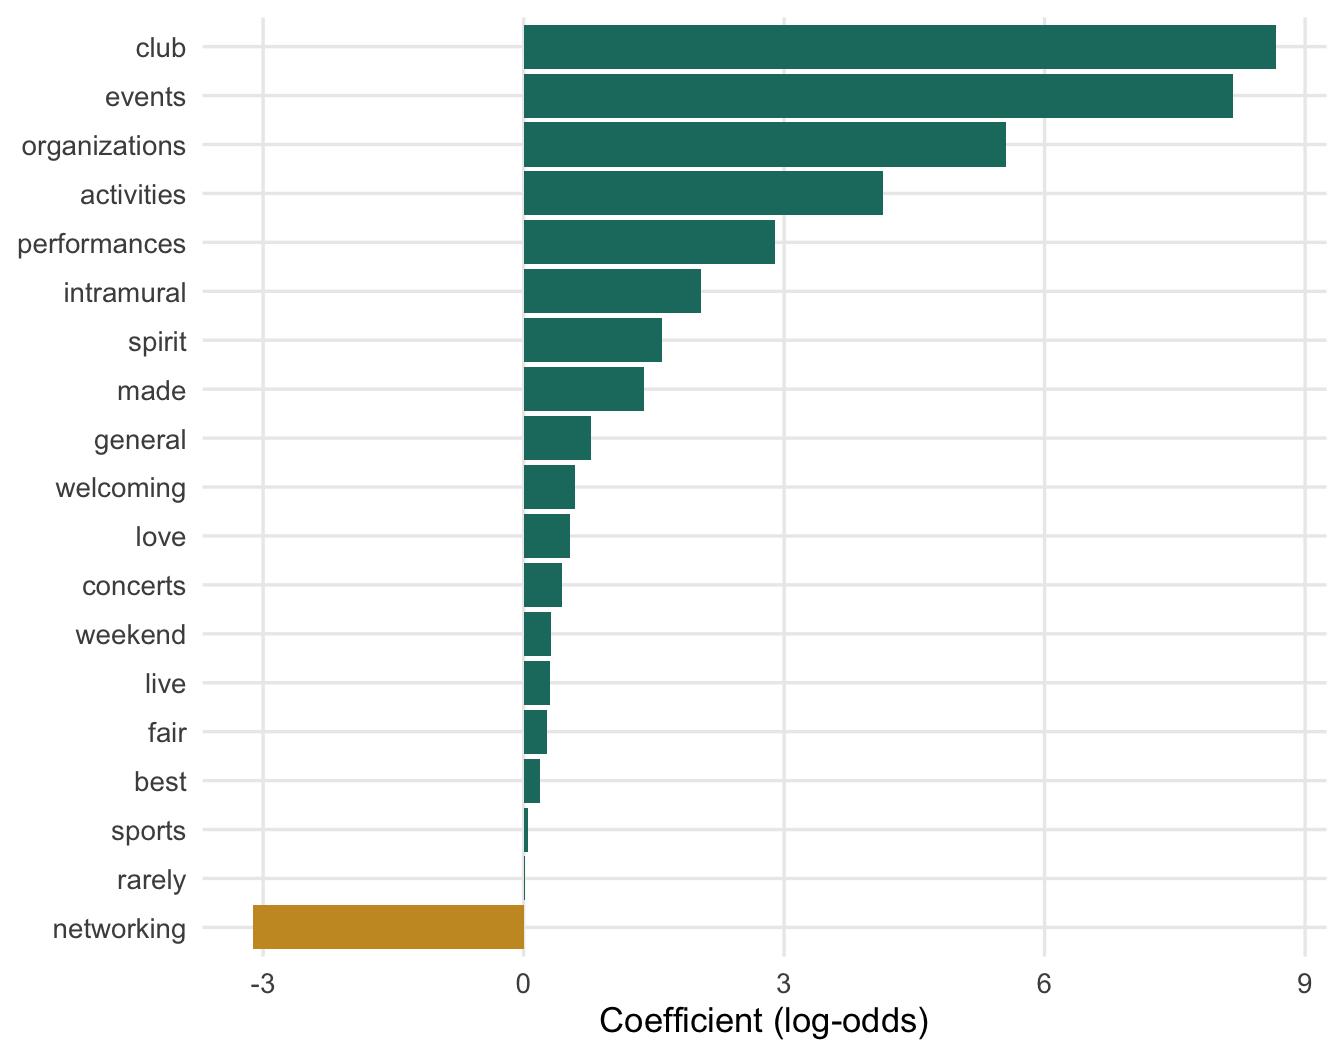 club
events
organizations
activities
performances
intramural
spirit
made
general
welcoming
love
concerts
weekend
live
fair
best
sports
rarely
networking
-3 0 3 6 9
Coefficient (log-odds)